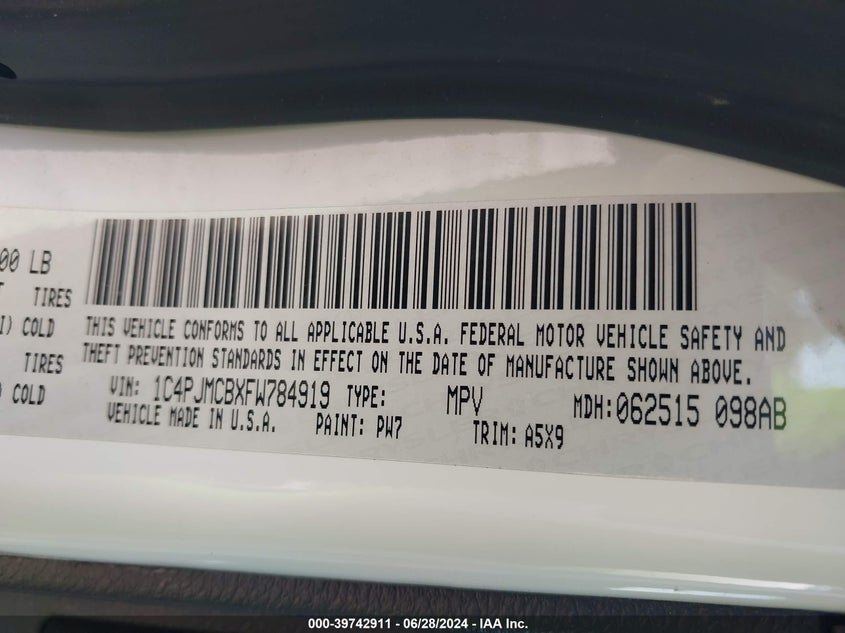 00 LB
TIRES
I) COLD
TIRES
) COLD
THIS VEHICLE CONFORMS TO ALL APPLICABLE U.S.A. FEDERAL MOTOR VEHICLE SAFETY AND
THEFT PREVENTION STANDARDS IN EFFECT ON THE DATE OF MANUFACTURE SHOWN ABOVE.
VIN: 1C4PJMCBXFW784919 TYPE: MPV MDH: 062515 098AB
VEHICLE MADE IN U.S.A. PAINT: PW7 TRIM: A5X9
000-39742911 / 06/28/2024 - IAA Inc.